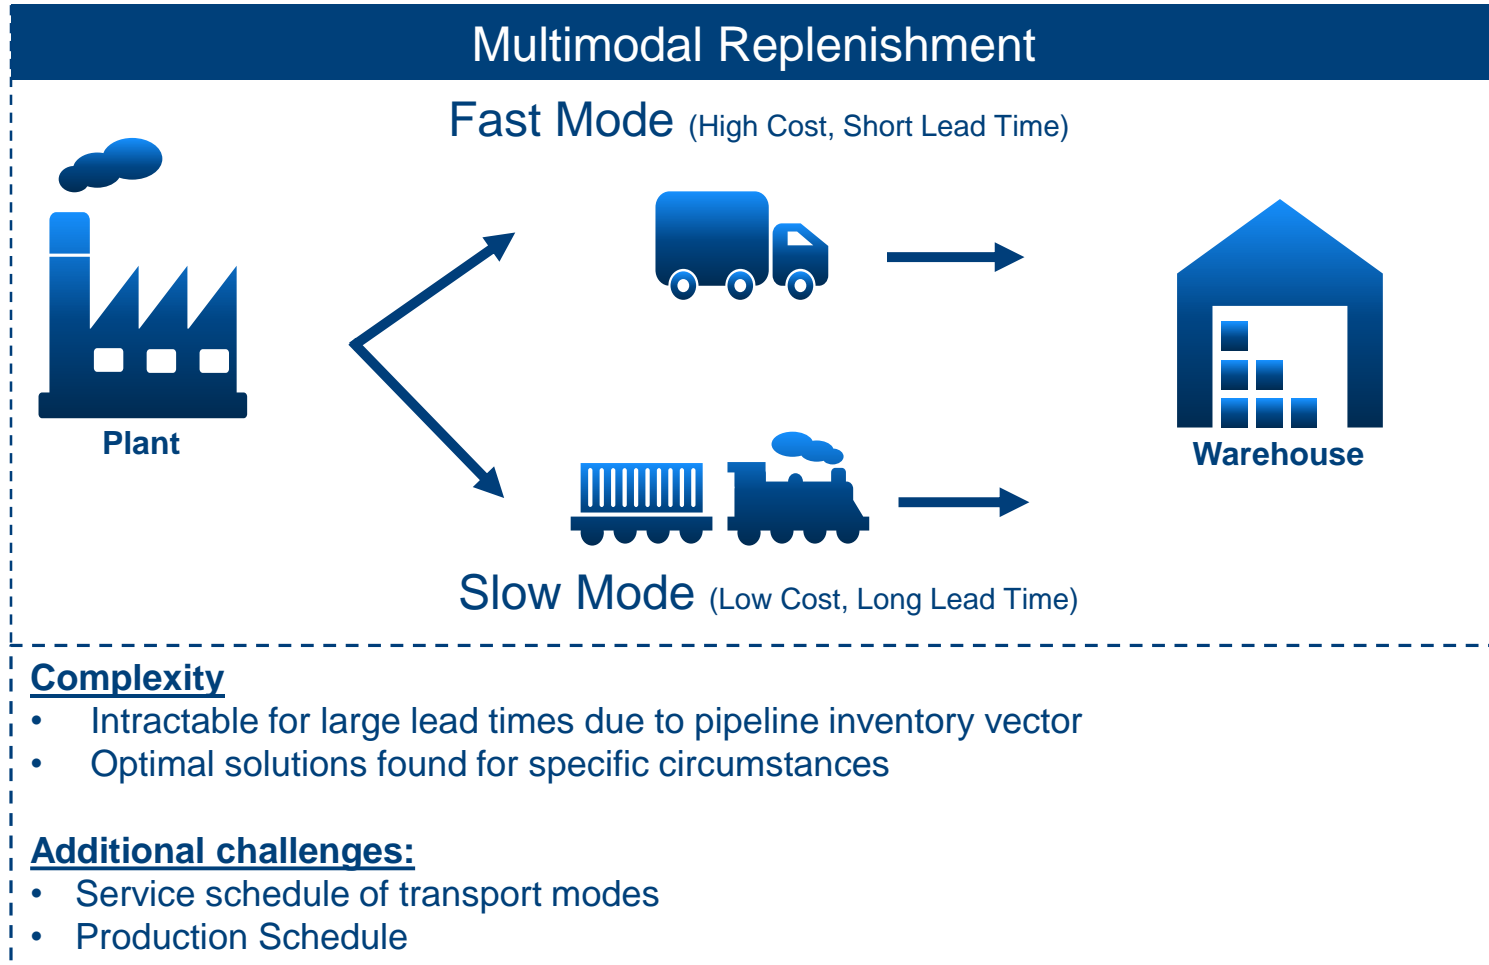 Multimodal Replenishment
Fast Mode (High Cost, Short Lead Time)
Plant
Warehouse
Slow Mode (Low Cost, Long Lead Time)
Complexity
• Intractable for large lead times due to pipeline inventory vector
• Optimal solutions found for specific circumstances
Additional challenges:
• Service schedule of transport modes
• Production Schedule